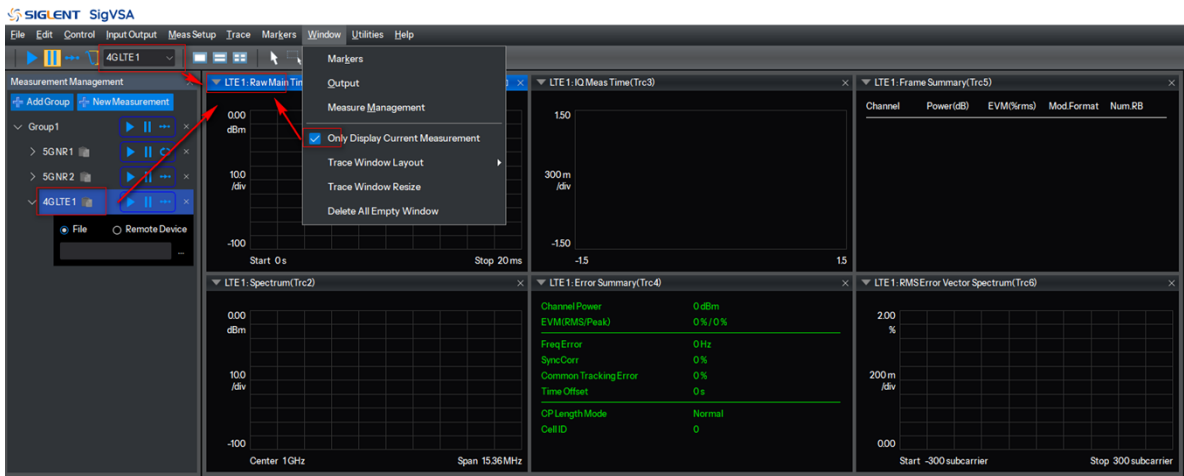 SIGLENT SigVSA
File Edit Control Input Output Meas Setup Trace Markers Window Utilities Help
4G LTE 1
Markers
Output
Measure Management
Only Display Current Measurement
Trace Window Layout
Trace Window Resize
Delete All Empty Window
Measurement Management
Add Group New Measurement
Group1
5G NR 1
5G NR 2
4G LTE 1
File Remote Device
...
LTE 1: Raw Main Tim
0.00
dBm
10.0
/div
-100
Start 0 s Stop 20 ms
LTE 1: IQ Meas Time(Trc3)
1.50
300 m
/div
-1.50
-1.5 1.5
LTE 1: Frame Summary(Trc5)
Channel Power(dB) EVM(%rms) Mod.Format Num.RB
LTE 1: Spectrum(Trc2)
0.00
dBm
10.0
/div
-100
Center 1 GHz Span 15.36 MHz
LTE 1: Error Summary(Trc4)
Channel Power 0 dBm
EVM(RMS/Peak) 0 % / 0 %
Freq Error 0 Hz
Sync Corr 0 %
Common Tracking Error 0 %
Time Offset 0 s
CP Length Mode Normal
Cell ID 0
LTE 1: RMS Error Vector Spectrum(Trc6)
2.00
%
200 m
/div
0.00
Start -300 subcarrier Stop 300 subcarrier